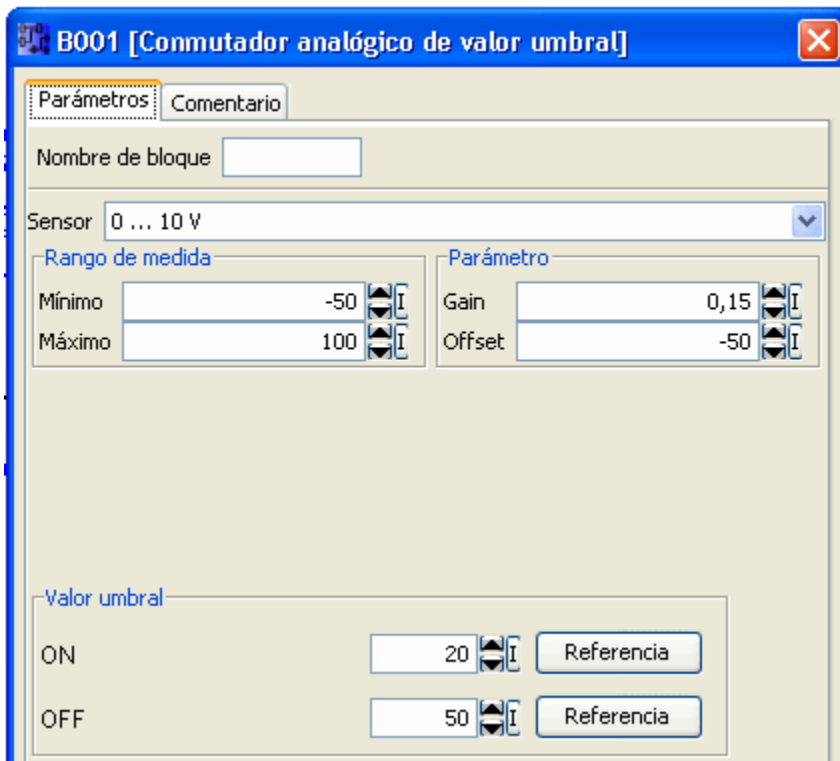 B001 [Conmutador analógico de valor umbral]
Parámetros Comentario
Nombre de bloque
Sensor 0 ... 10 V
Rango de medida Parámetro
Mínimo -50 Gain 0,15
Máximo 100 Offset -50
Valor umbral
ON 20 Referencia
OFF 50 Referencia